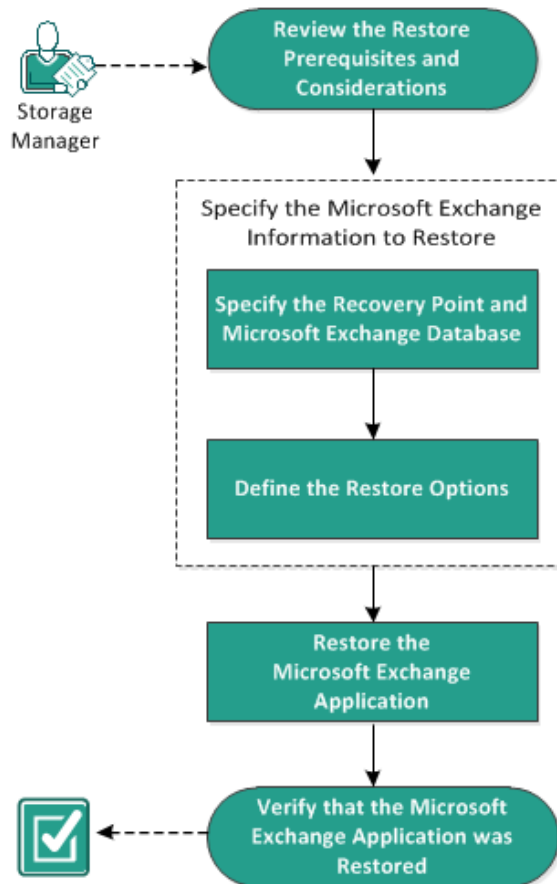 Review the Restore
Prerequisites and
Considerations
Storage
Manager
Specify the Microsoft Exchange
Information to Restore
Specify the Recovery Point and
Microsoft Exchange Database
Define the Restore Options
Restore the
Microsoft Exchange
Application
Verify that the Microsoft
Exchange Application was
Restored